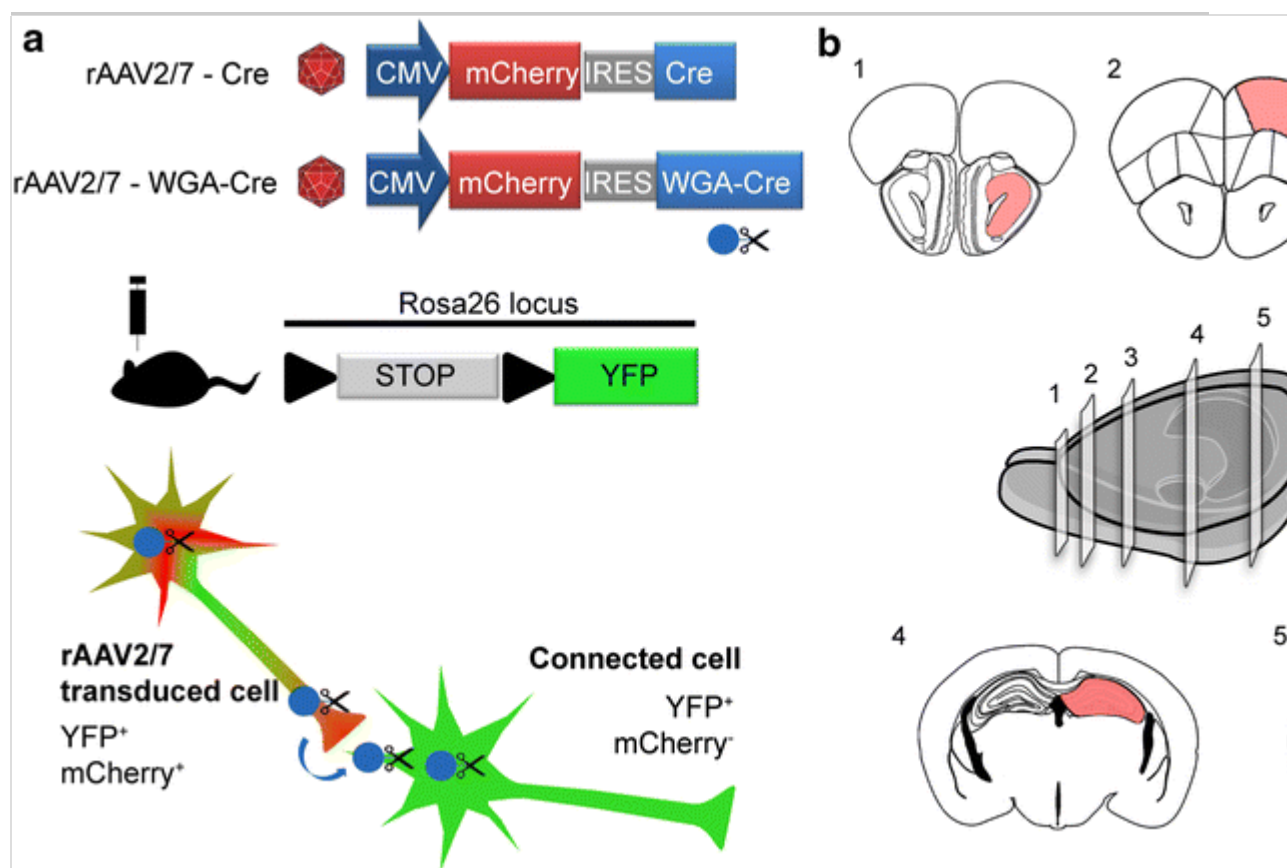 a
rAAV2/7 - Cre
CMV
mCherry
IRES
Cre
rAAV2/7 - WGA-Cre
CMV
mCherry
IRES
WGA-Cre
Rosa26 locus
STOP
YFP
rAAV2/7
transduced cell
YFP⁺
mCherry⁺
Connected cell
YFP⁺
mCherry⁻
b
1
2
1
2
3
4
5
4
5